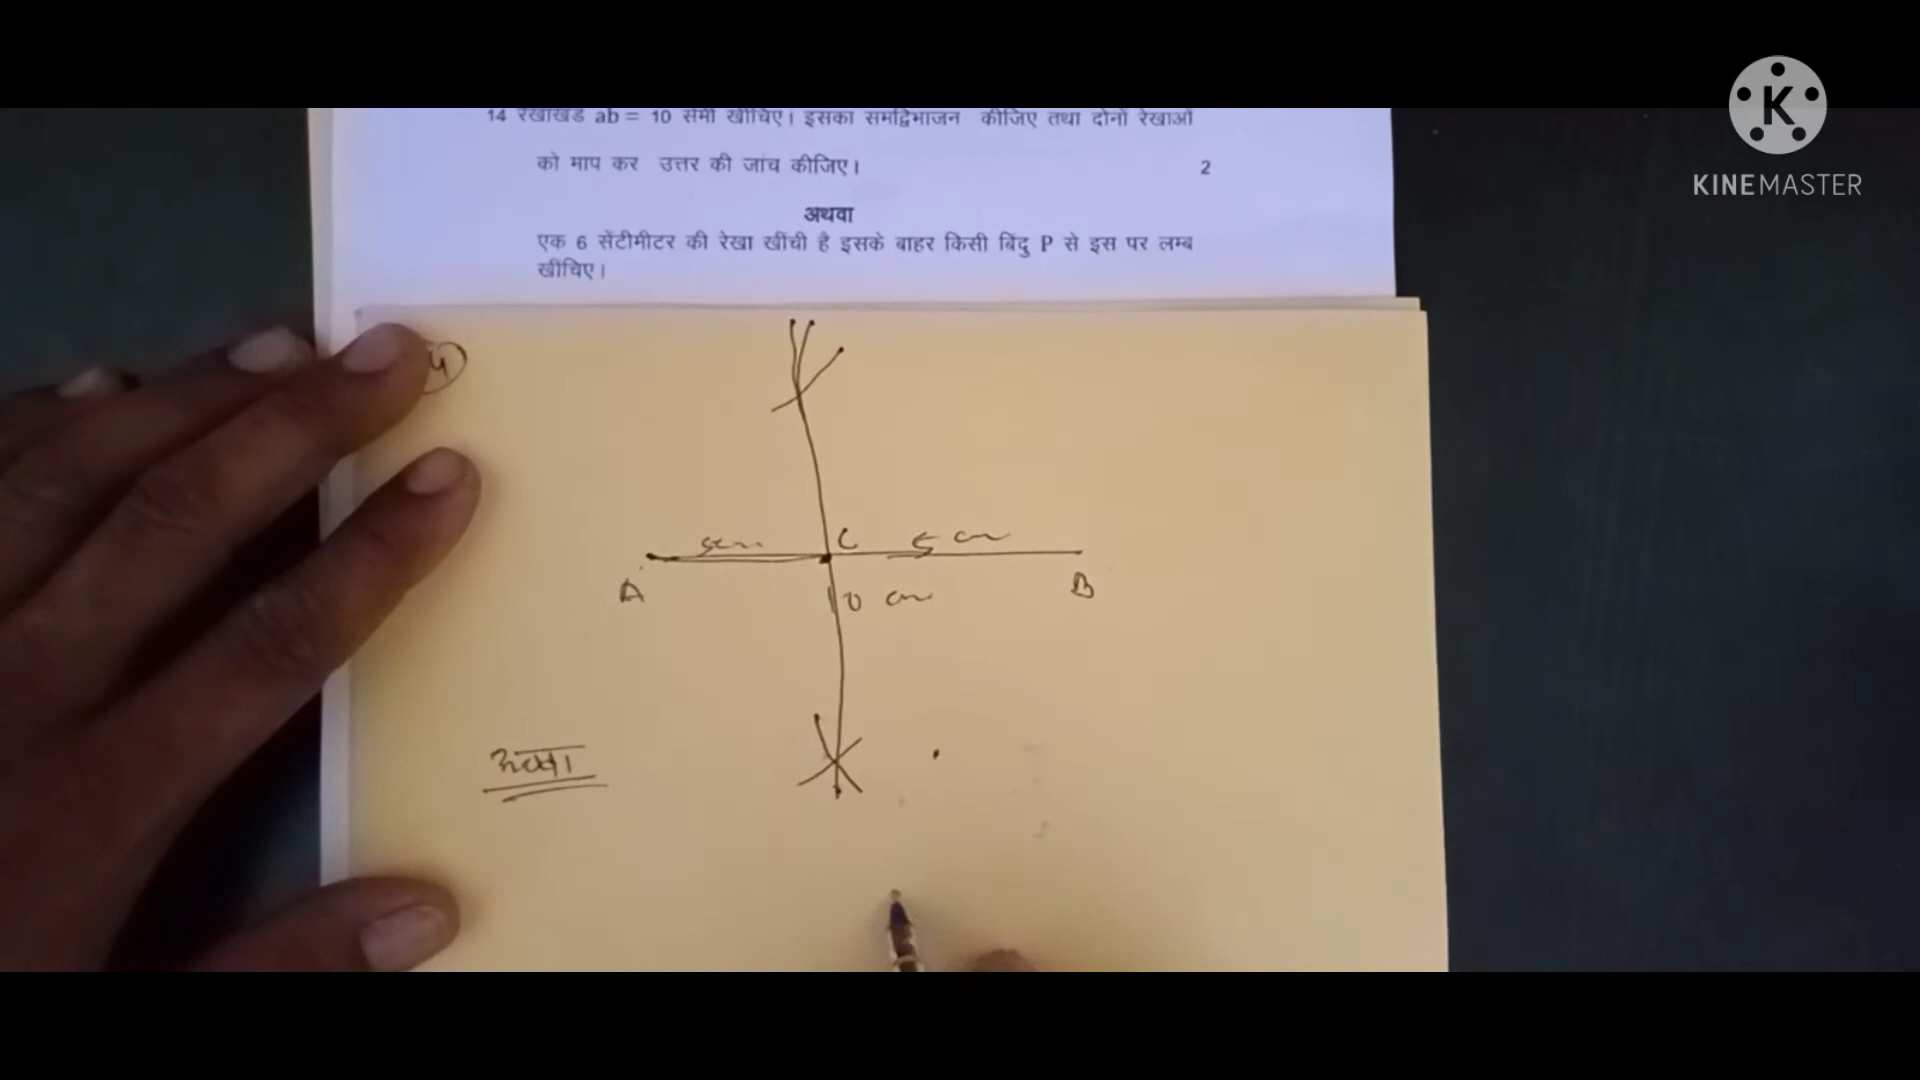 14 रेखाखंड ab = 10 सेमी खींचिए। इसका समद्विभाजन कीजिए तथा दोनों रेखाओं
को माप कर उत्तर की जांच कीजिए। 2
अथवा
एक 6 सेंटीमीटर की रेखा खींची है इसके बाहर किसी बिंदु P से इस पर लम्ब
खींचिए।
K
KINEMASTER
5cm C 5 cm
A 10 cm B
अथवा